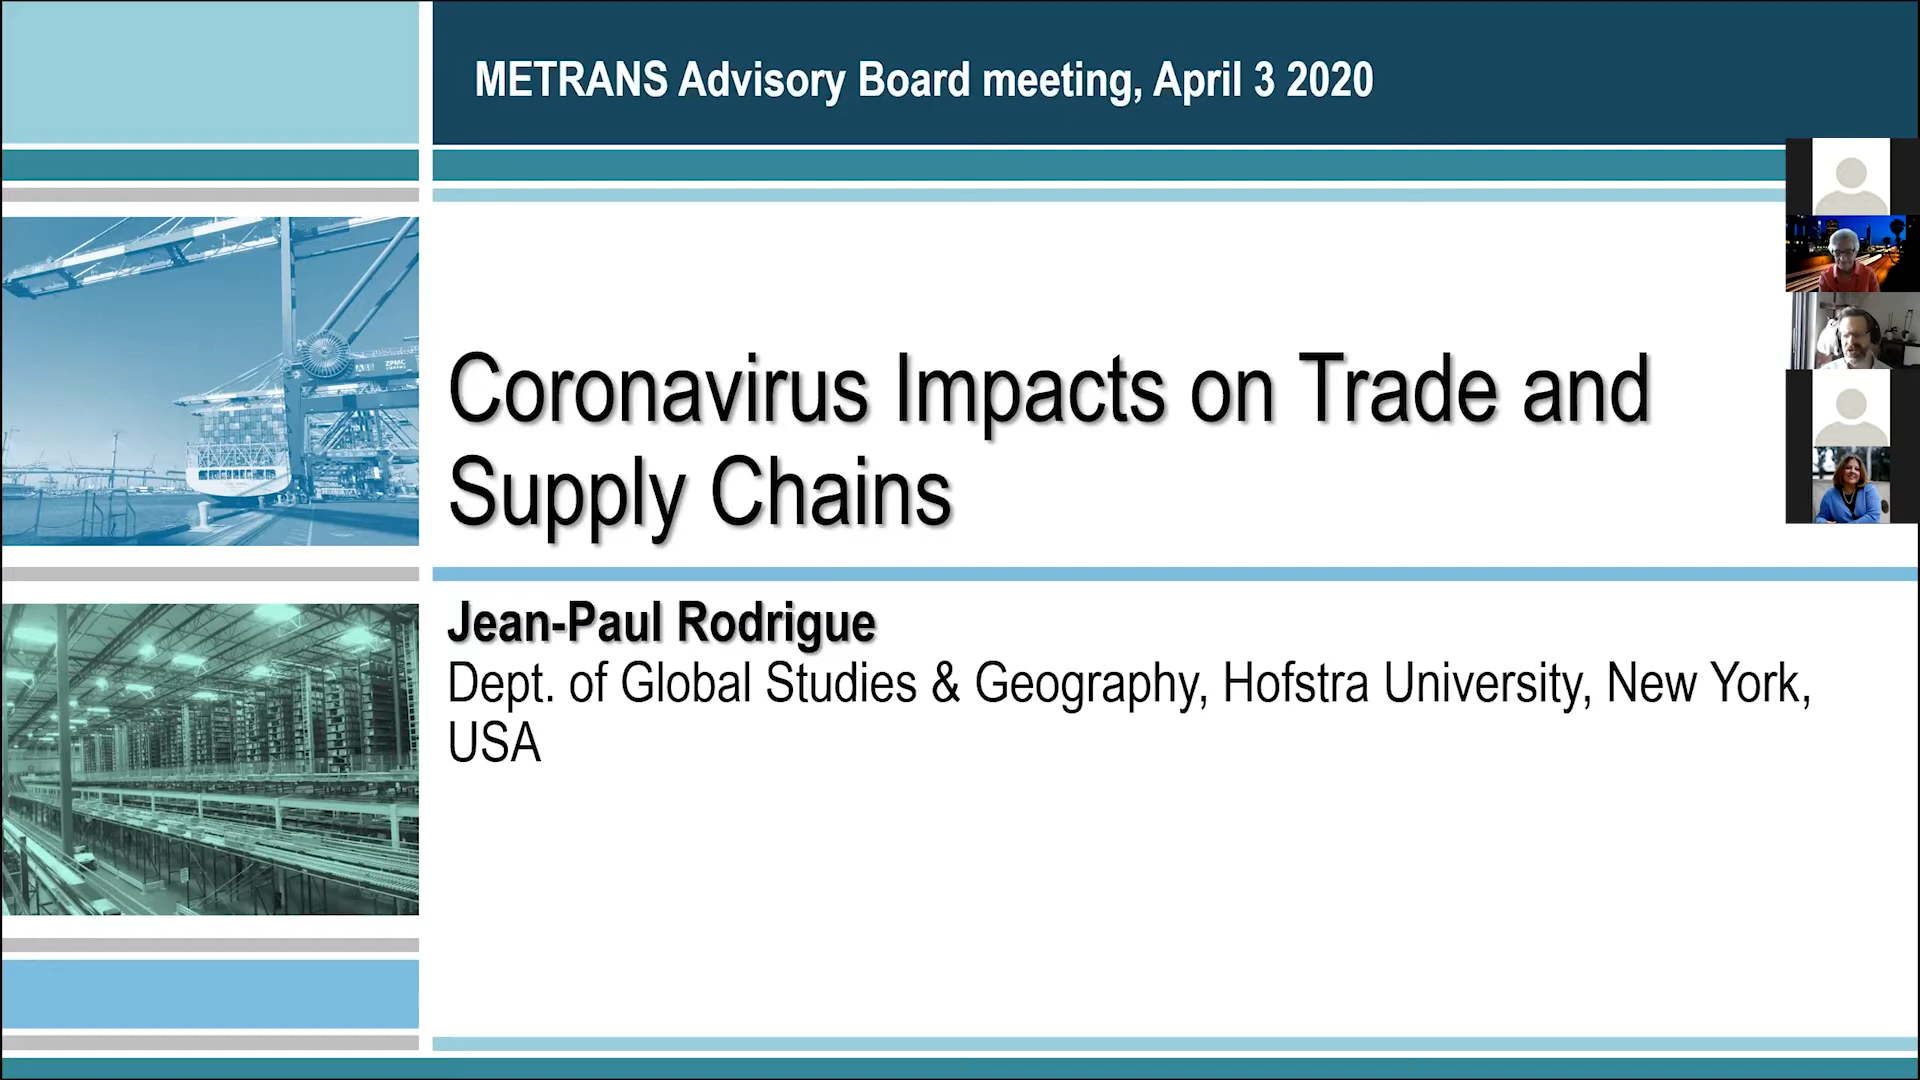 METRANS Advisory Board meeting, April 3 2020
ZPMC
Coronavirus Impacts on Trade and
Supply Chains
Jean-Paul Rodrigue
Dept. of Global Studies & Geography, Hofstra University, New York,
USA